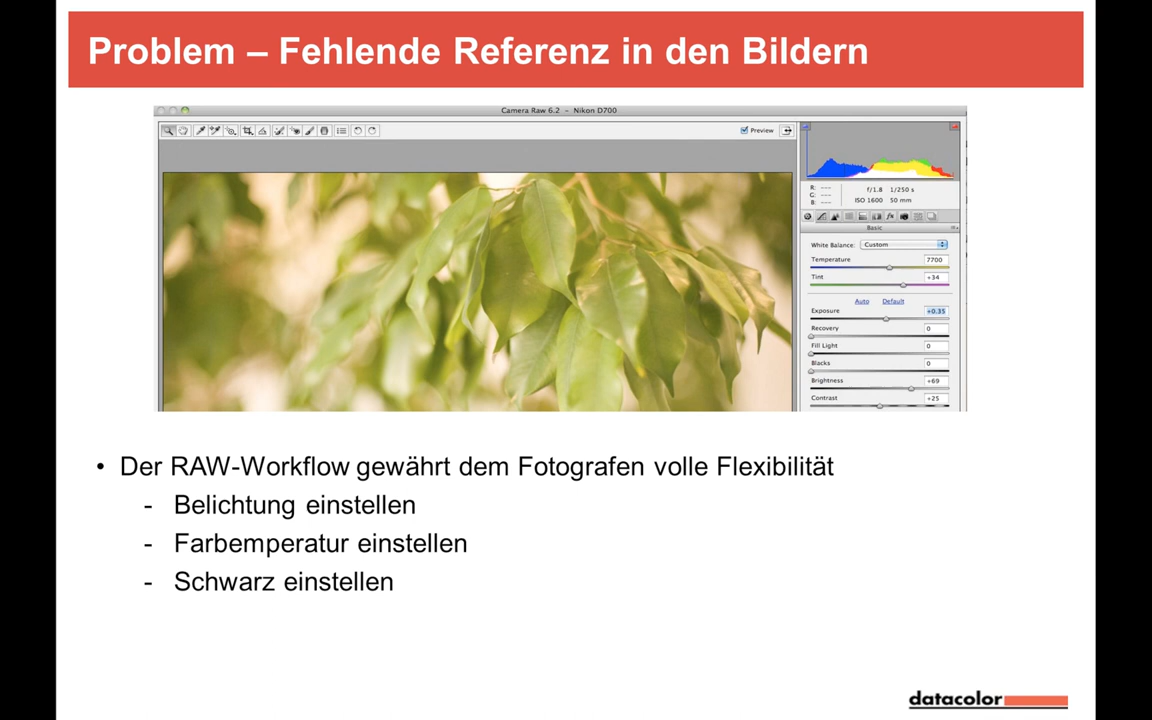 Problem – Fehlende Referenz in den Bildern
Camera Raw 6.2 - Nikon D700
Preview
R: ---
G: ---
B: ---
f/1.8 1/250 s
ISO 1600 50 mm
Basic
White Balance: Custom
Temperature 7700
Tint +34
Auto Default
Exposure +0.35
Recovery 0
Fill Light 0
Blacks 0
Brightness +69
Contrast +25
• Der RAW-Workflow gewährt dem Fotografen volle Flexibilität
- Belichtung einstellen
- Farbemperatur einstellen
- Schwarz einstellen
datacolor